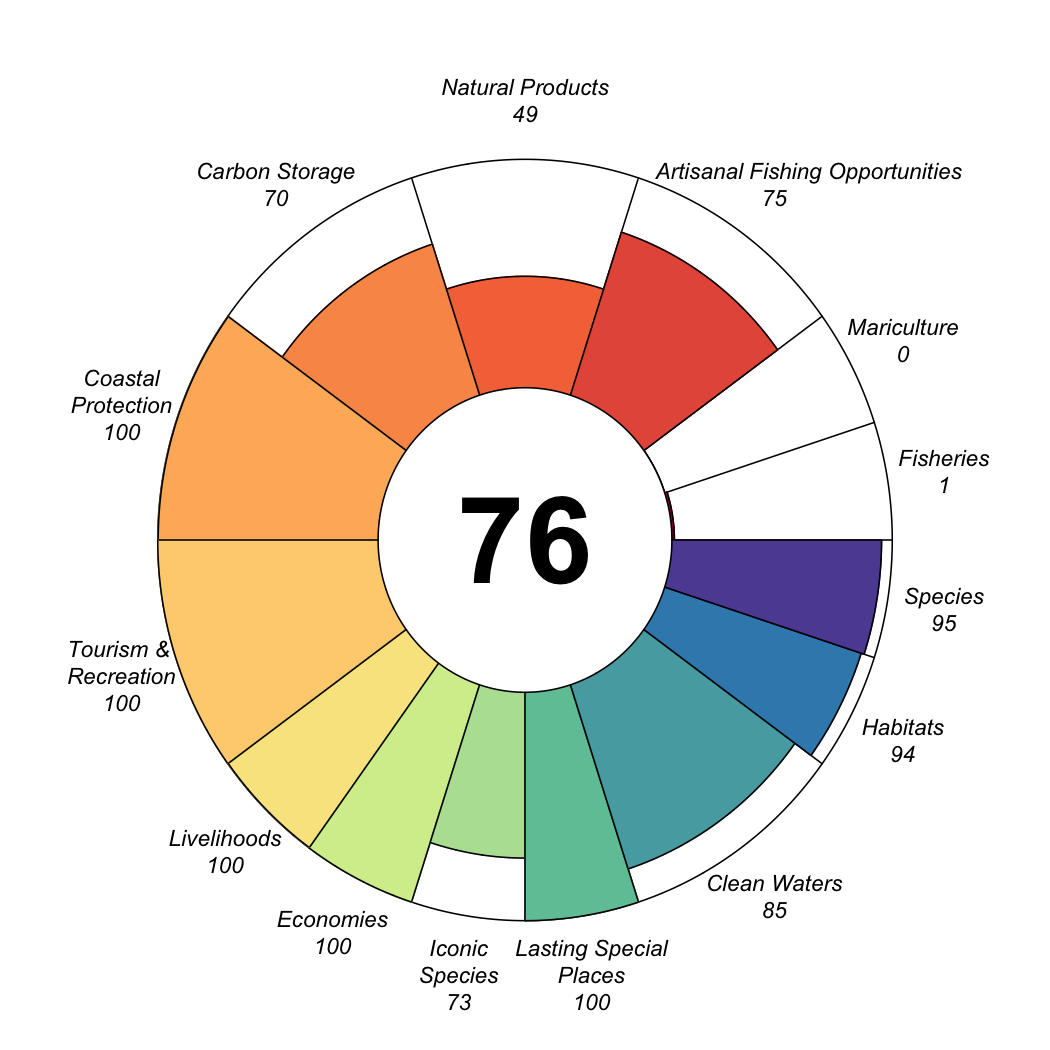 Natural Products
49
Carbon Storage
70
Artisanal Fishing Opportunities
75
Mariculture
0
Coastal
Protection
100
Fisheries
1
76
Species
95
Tourism &
Recreation
100
Habitats
94
Livelihoods
100
Clean Waters
85
Economies
100
Iconic
Species
73
Lasting Special
Places
100